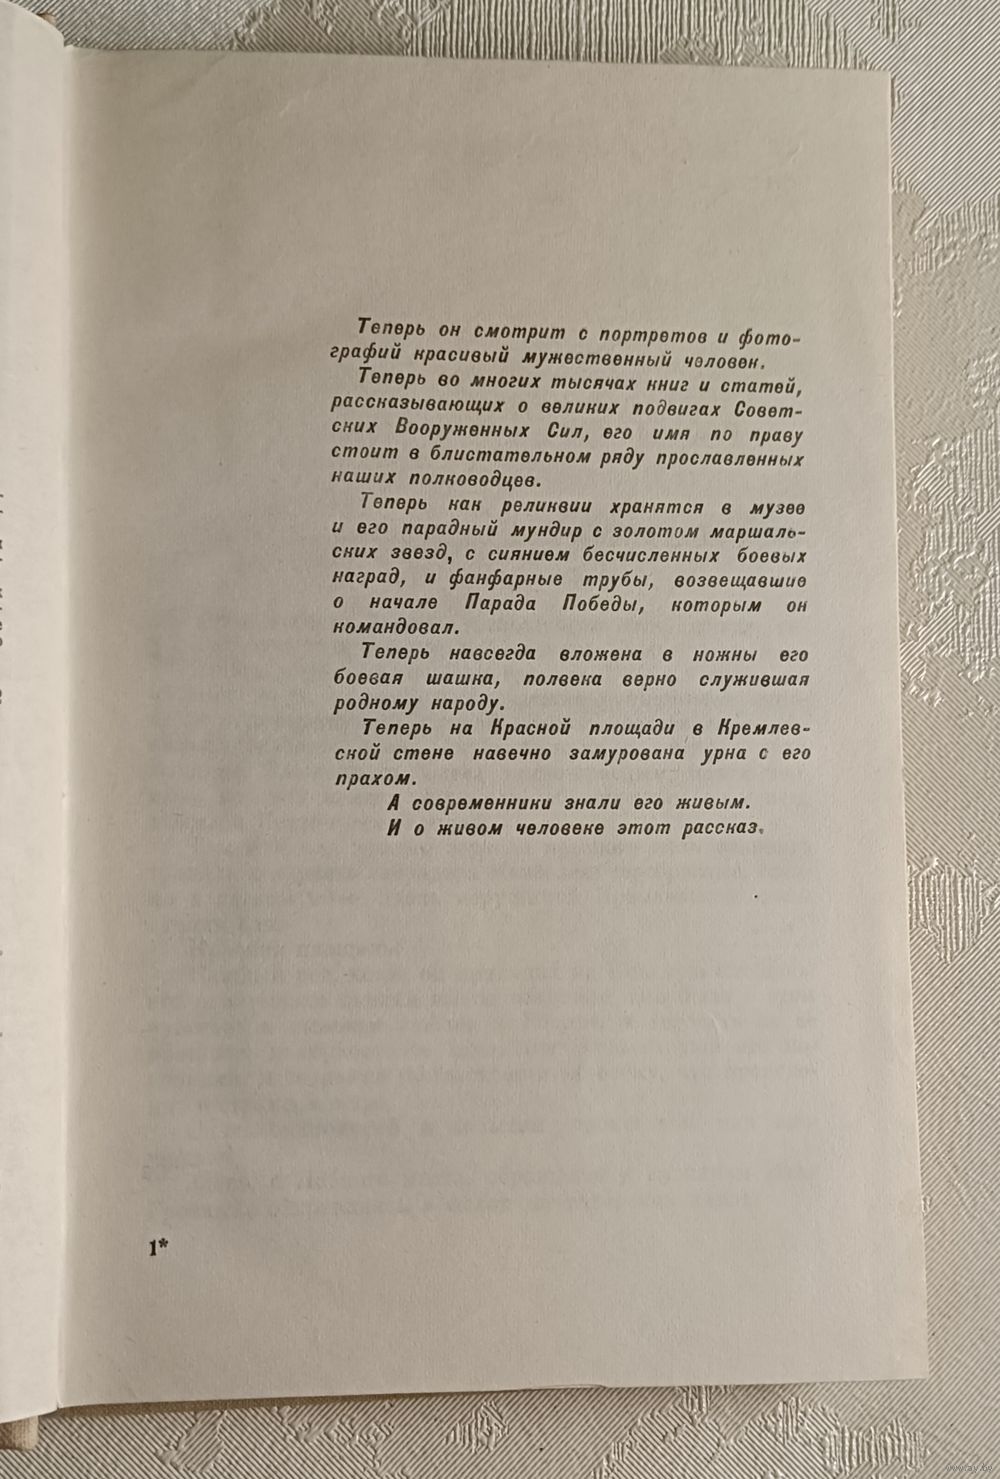 Теперь он смотрит с портретов и фото-
графий красивый мужественный человек.
Теперь во многих тысячах книг и статей,
рассказывающих о великих подвигах Совет-
ских Вооруженных Сил, его имя по праву
стоит в блистательном ряду прославленных
наших полководцев.
Теперь как реликвии хранятся в музее
и его парадный мундир с золотом маршаль-
ских звезд, с сиянием бесчисленных боевых
наград, и фанфарные трубы, возвещавшие
о начале Парада Победы, которым он
командовал.
Теперь навсегда вложена в ножны его
боевая шашка, полвека верно служившая
родному народу.
Теперь на Красной площади в Кремлев-
ской стене навечно замурована урна с его
прахом.
А современники знали его живым.
И о живом человеке этот рассказ.
1*